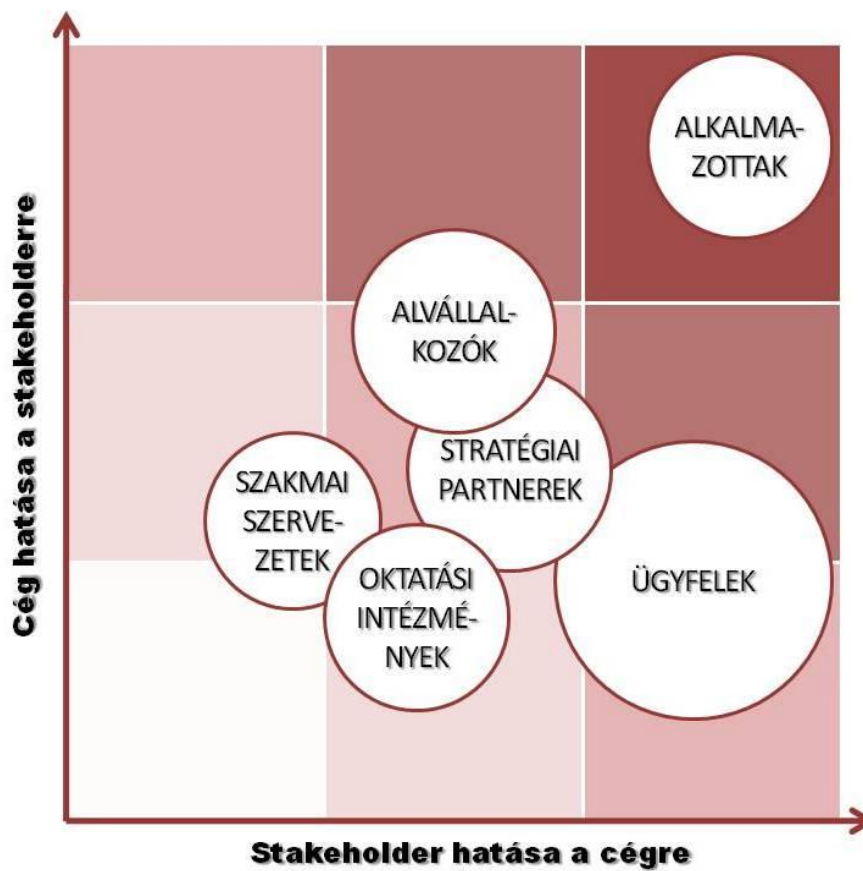 Cég hatása a stakeholderre
ALKALMA-
ZOTTAK
ALVÁLLAL-
KOZÓK
STRATÉGIAI
PARTNEREK
SZAKMAI
SZERVE-
ZETEK
OKTATÁSI
INTÉZMÉ-
NYEK
ÜGYFELEK
Stakeholder hatása a cégre